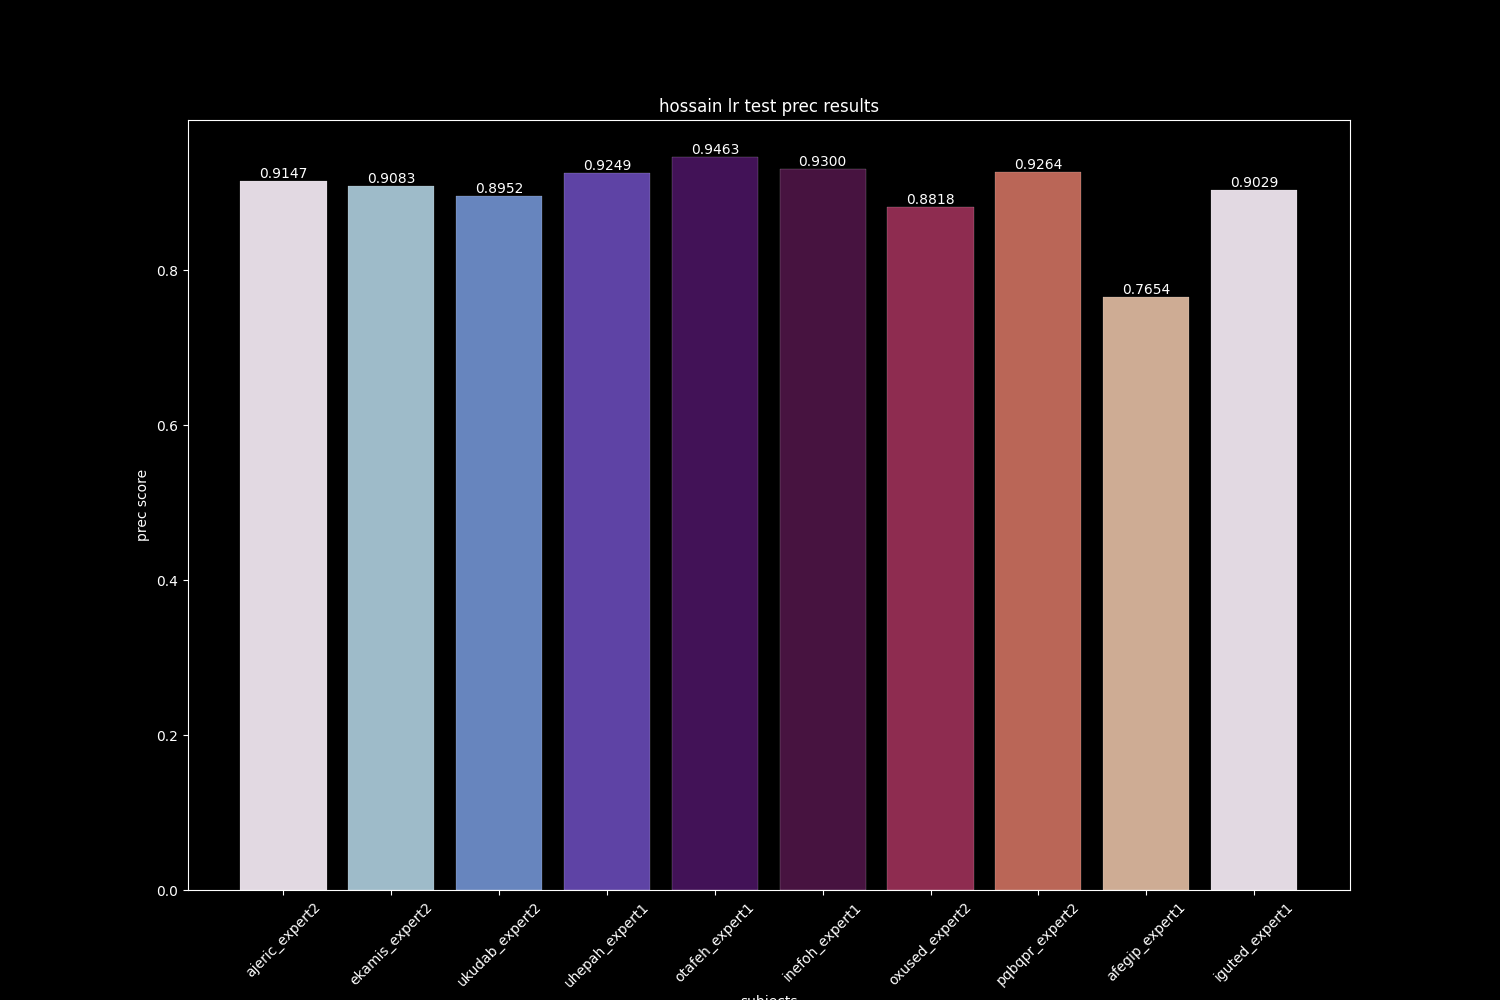 hossain lr test prec results
0.9147
0.9083
0.8952
0.9249
0.9463
0.9300
0.8818
0.9264
0.7654
0.9029
0.8
0.6
0.4
0.2
0.0
prec score
ajeric_expert2
ekamis_expert2
ukudab_expert2
uhepah_expert1
otafeh_expert1
inefoh_expert1
oxused_expert2
pqbqpr_expert2
afegip_expert1
iguted_expert1
subjects